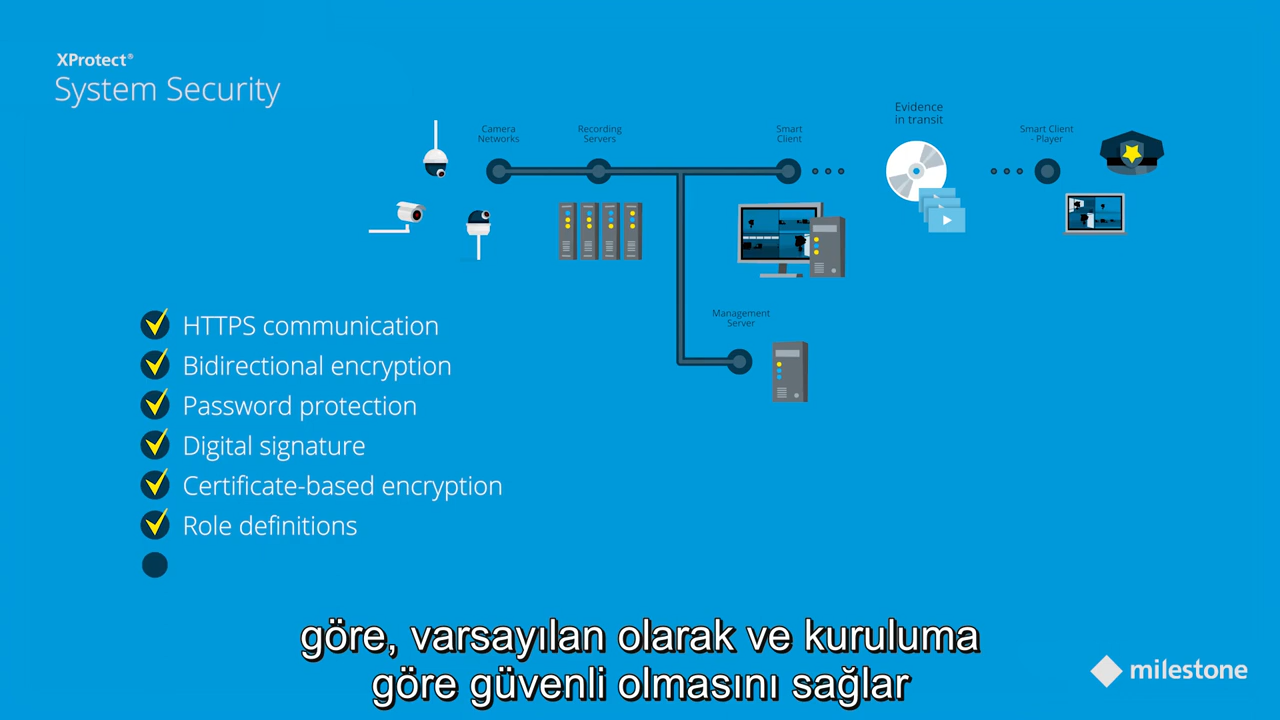 XProtect®
System Security
Camera
Networks
Recording
Servers
Smart
Client
Evidence
in transit
Smart Client
- Player
Management
Server
HTTPS communication
Bidirectional encryption
Password protection
Digital signature
Certificate-based encryption
Role definitions
göre, varsayılan olarak ve kuruluma
göre güvenli olmasını sağlar
milestone